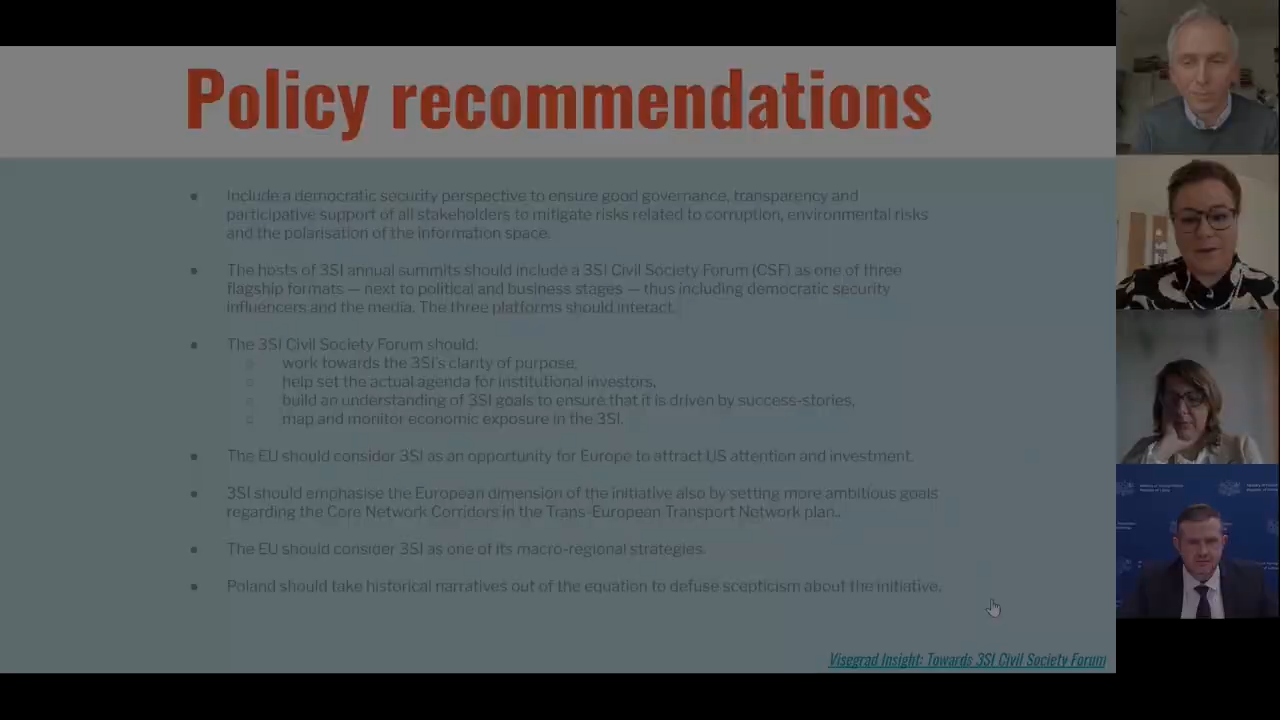 Policy recommendations
Include a democratic security perspective to ensure good governance, transparency and
participative support of all stakeholders to mitigate risks related to corruption, environmental risks
and the polarisation of the information space.
The hosts of 3SI annual summits should include a 3SI Civil Society Forum (CSF) as one of three
flagship formats — next to political and business stages — thus including democratic security
influencers and the media. The three platforms should interact.
The 3SI Civil Society Forum should:
work towards the 3SI's clarity of purpose,
help set the actual agenda for institutional investors,
build an understanding of 3SI goals to ensure that it is driven by success-stories,
map and monitor economic exposure in the 3SI.
The EU should consider 3SI as an opportunity for Europe to attract US attention and investment.
3SI should emphasise the European dimension of the initiative also by setting more ambitious goals
regarding the Core Network Corridors in the Trans-European Transport Network plan..
The EU should consider 3SI as one of its macro-regional strategies.
Poland should take historical narratives out of the equation to defuse scepticism about the initiative.
Visegrad Insight: Towards 3SI Civil Society Forum